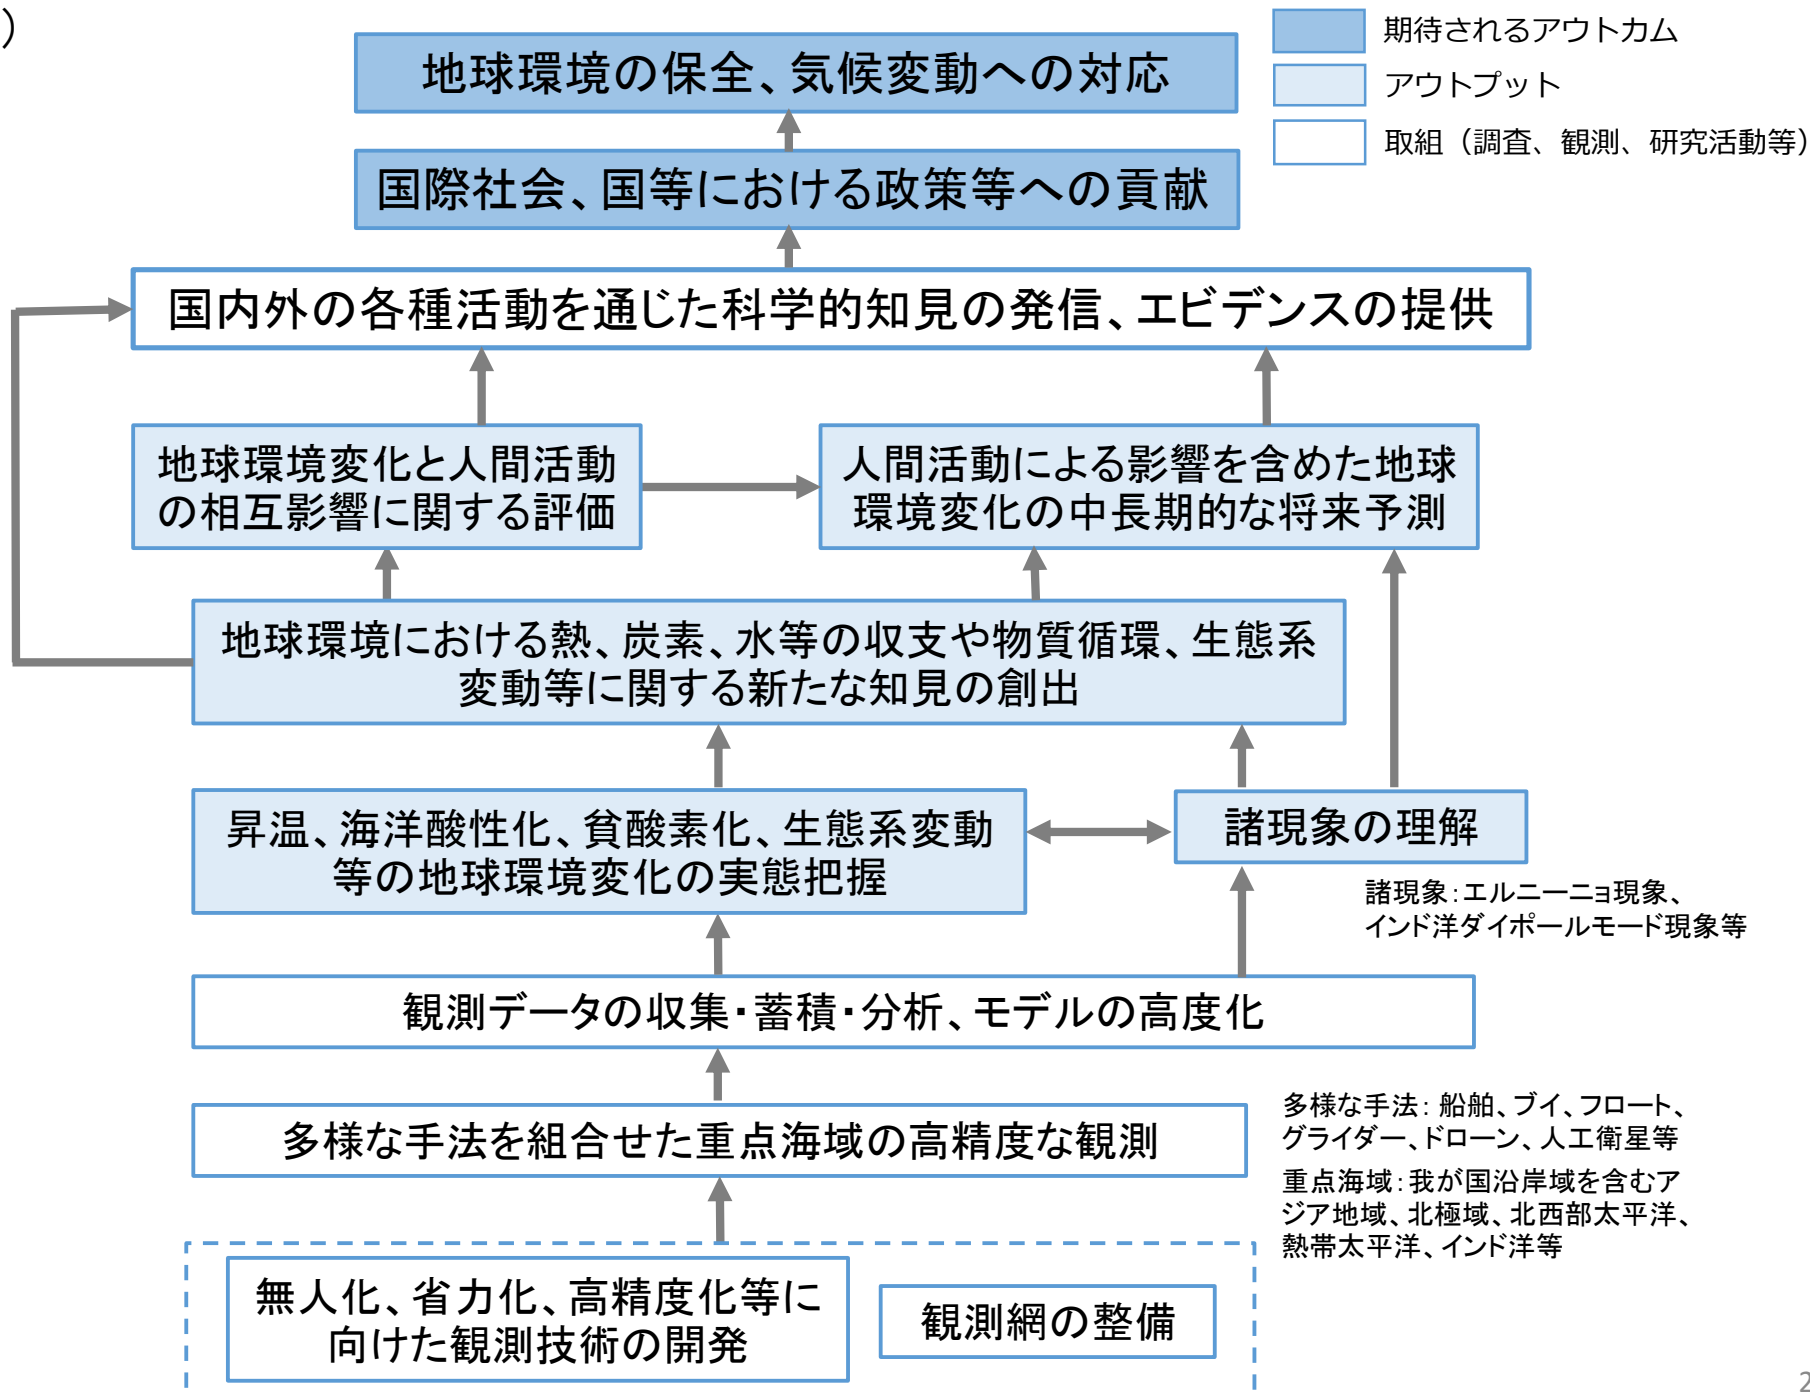 ）
期待されるアウトカム
アウトプット
取組（調査、観測、研究活動等）
地球環境の保全、気候変動への対応
国際社会、国等における政策等への貢献
国内外の各種活動を通じた科学的知見の発信、エビデンスの提供
地球環境変化と人間活動
の相互影響に関する評価
人間活動による影響を含めた地球
環境変化の中長期的な将来予測
地球環境における熱、炭素、水等の収支や物質循環、生態系
変動等に関する新たな知見の創出
昇温、海洋酸性化、貧酸素化、生態系変動
等の地球環境変化の実態把握
諸現象の理解
諸現象：エルニーニョ現象、
インド洋ダイポールモード現象等
観測データの収集・蓄積・分析、モデルの高度化
多様な手法を組合せた重点海域の高精度な観測
多様な手法：船舶、ブイ、フロート、
グライダー、ドローン、人工衛星等
重点海域：我が国沿岸域を含むア
ジア地域、北極域、北西部太平洋、
熱帯太平洋、インド洋等
無人化、省力化、高精度化等に
向けた観測技術の開発
観測網の整備
2